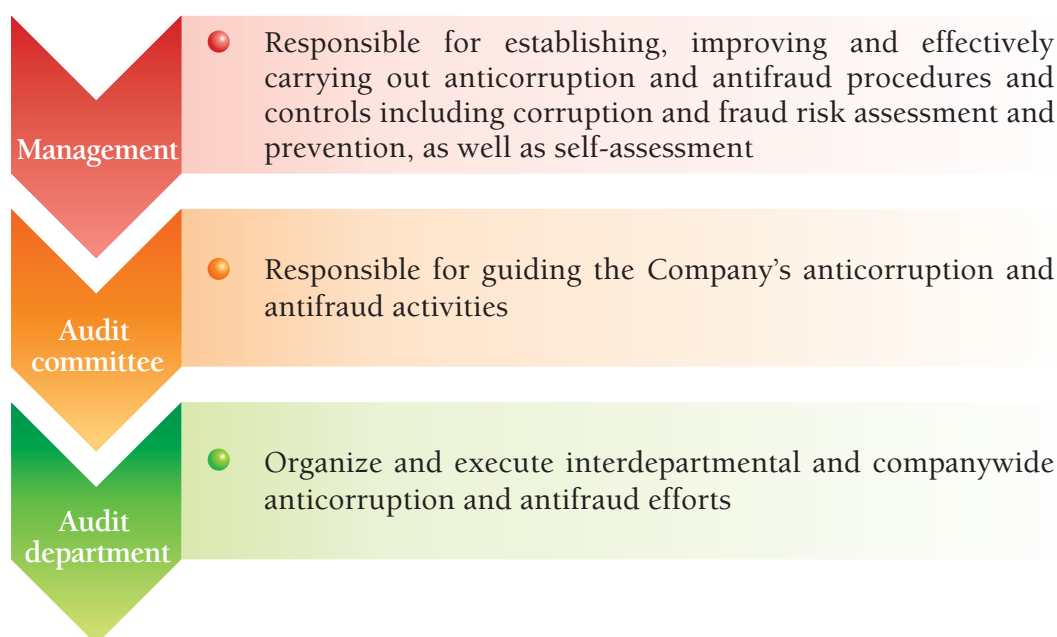 Management
Responsible for establishing, improving and effectively
carrying out anticorruption and antifraud procedures and
controls including corruption and fraud risk assessment and
prevention, as well as self-assessment
Audit
committee
Responsible for guiding the Company's anticorruption and
antifraud activities
Audit
department
Organize and execute interdepartmental and companywide
anticorruption and antifraud efforts